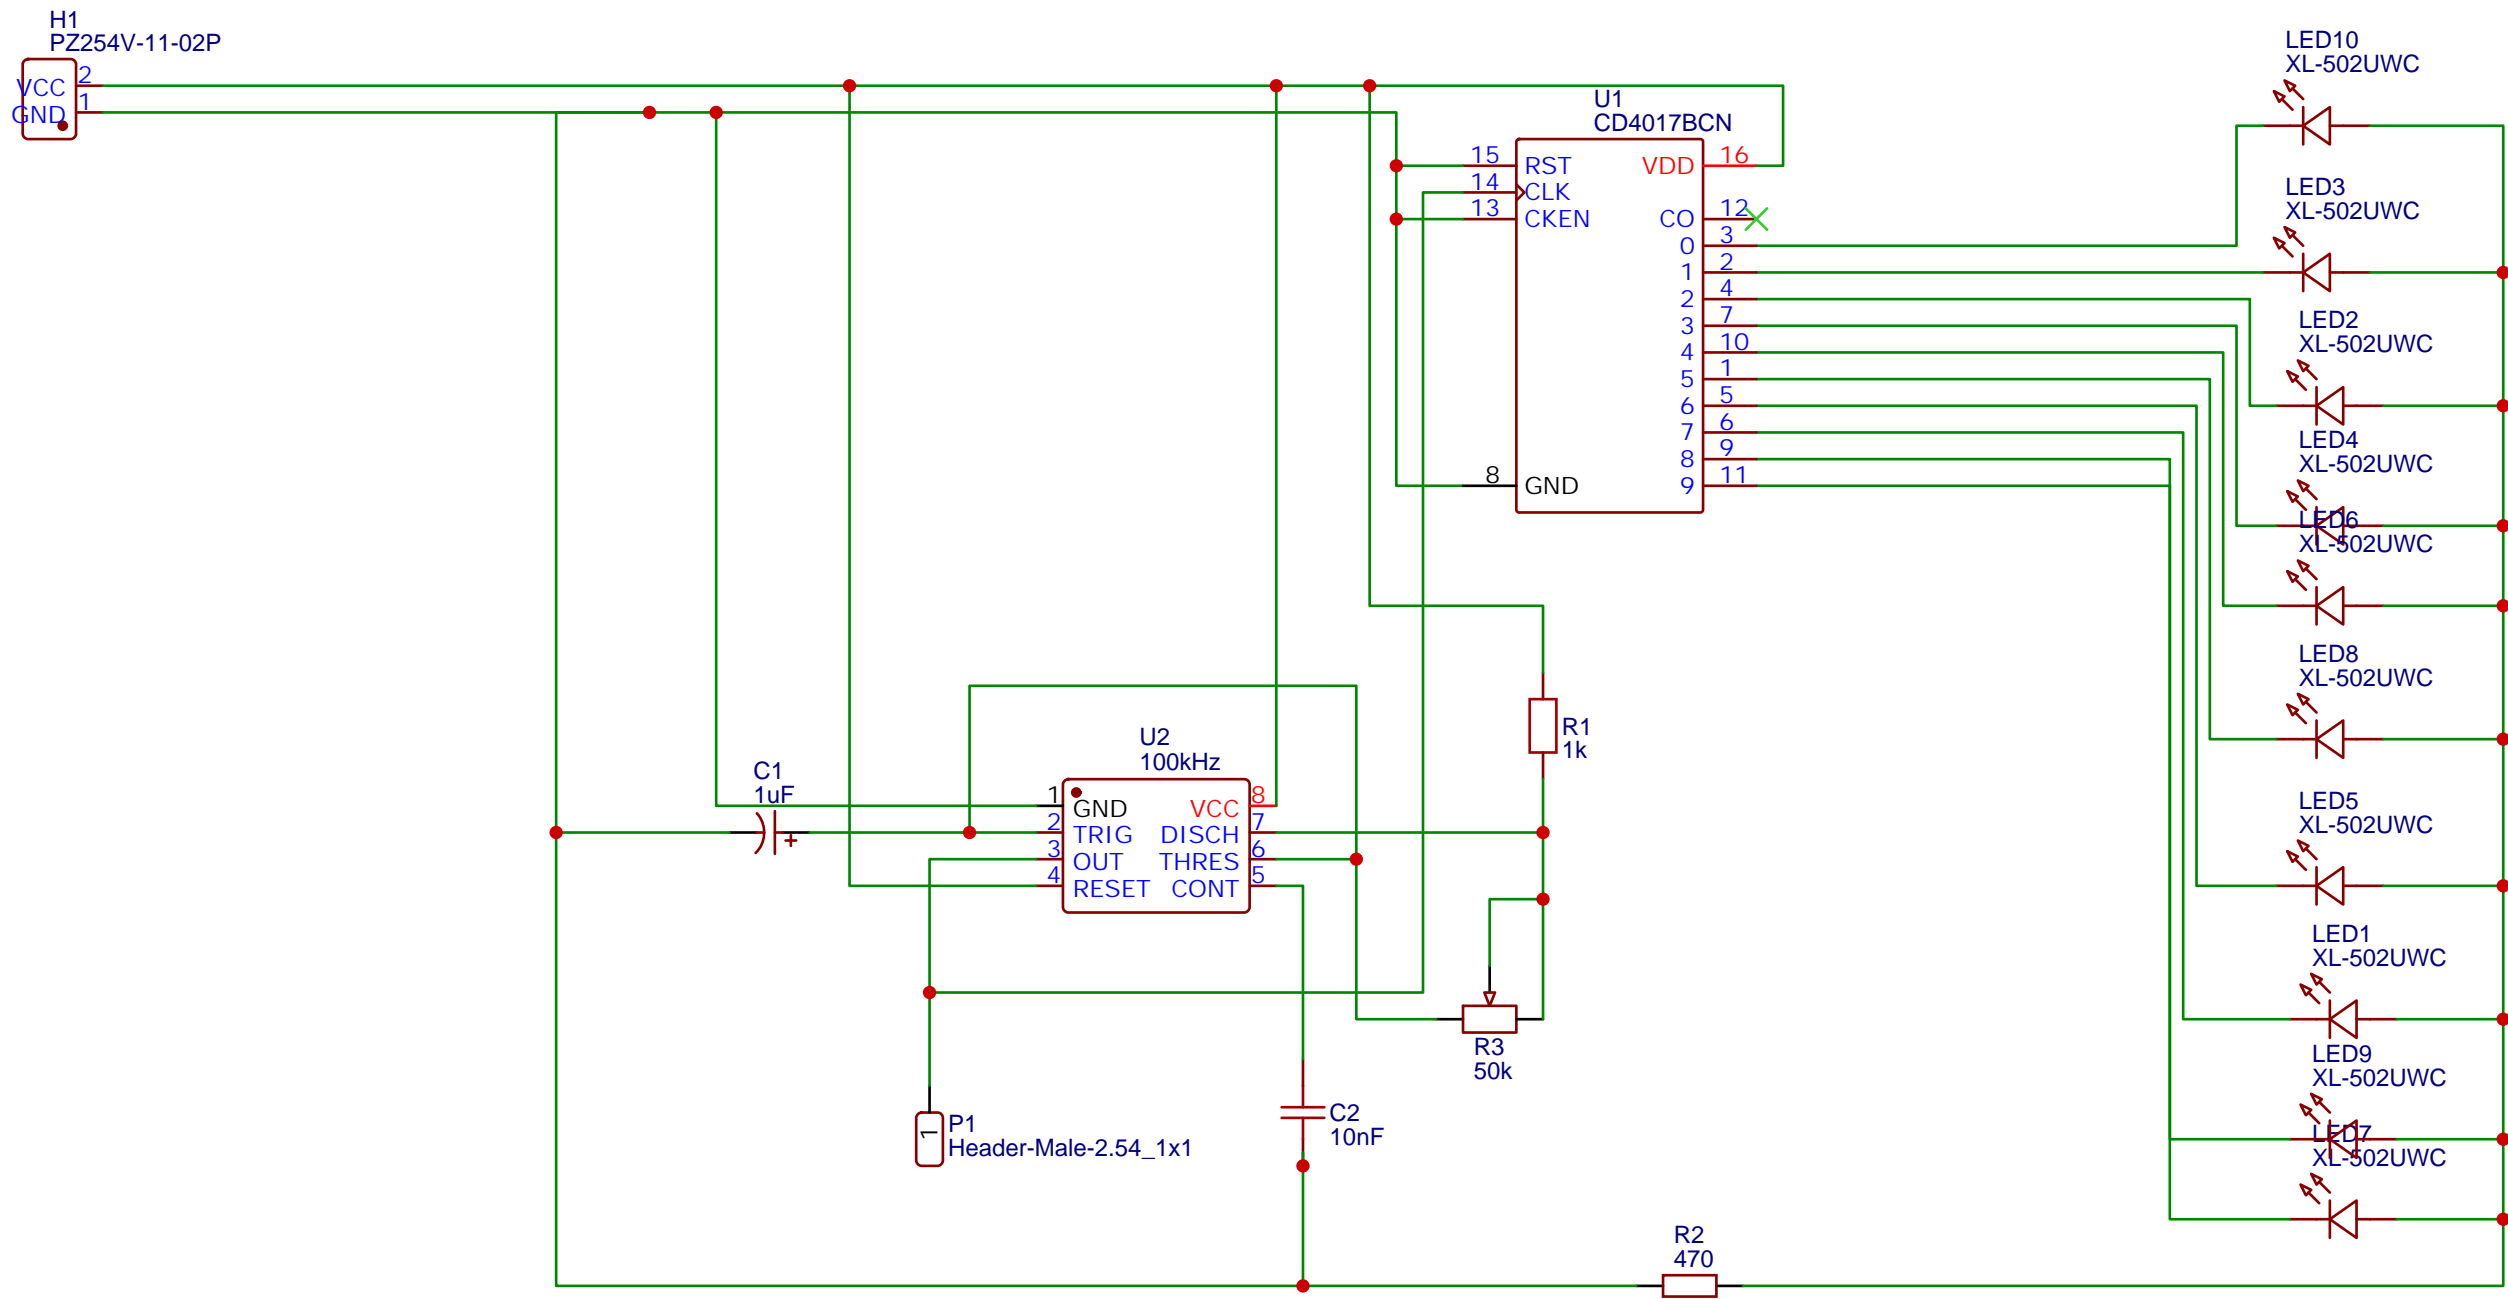 H1
PZ254V-11-02P
VCC 2
GND 1
U1
CD4017BCN
15 RST
14 CLK
13 CKEN
8 GND
VDD 16
CO 12
0 3
1 2
2 4
3 7
4 10
5 1
6 5
7 6
8 9
9 11
LED10
XL-502UWC
LED3
XL-502UWC
LED2
XL-502UWC
LED4
XL-502UWC
LED6
XL-502UWC
LED8
XL-502UWC
LED5
XL-502UWC
LED1
XL-502UWC
LED9
XL-502UWC
LED7
XL-502UWC
R1
1k
U2
100kHz
1 GND
2 TRIG
3 OUT
4 RESET
VCC 8
DISCH 7
THRES 6
CONT 5
C1
1uF
+
R3
50k
C2
10nF
1
P1
Header-Male-2.54_1x1
R2
470